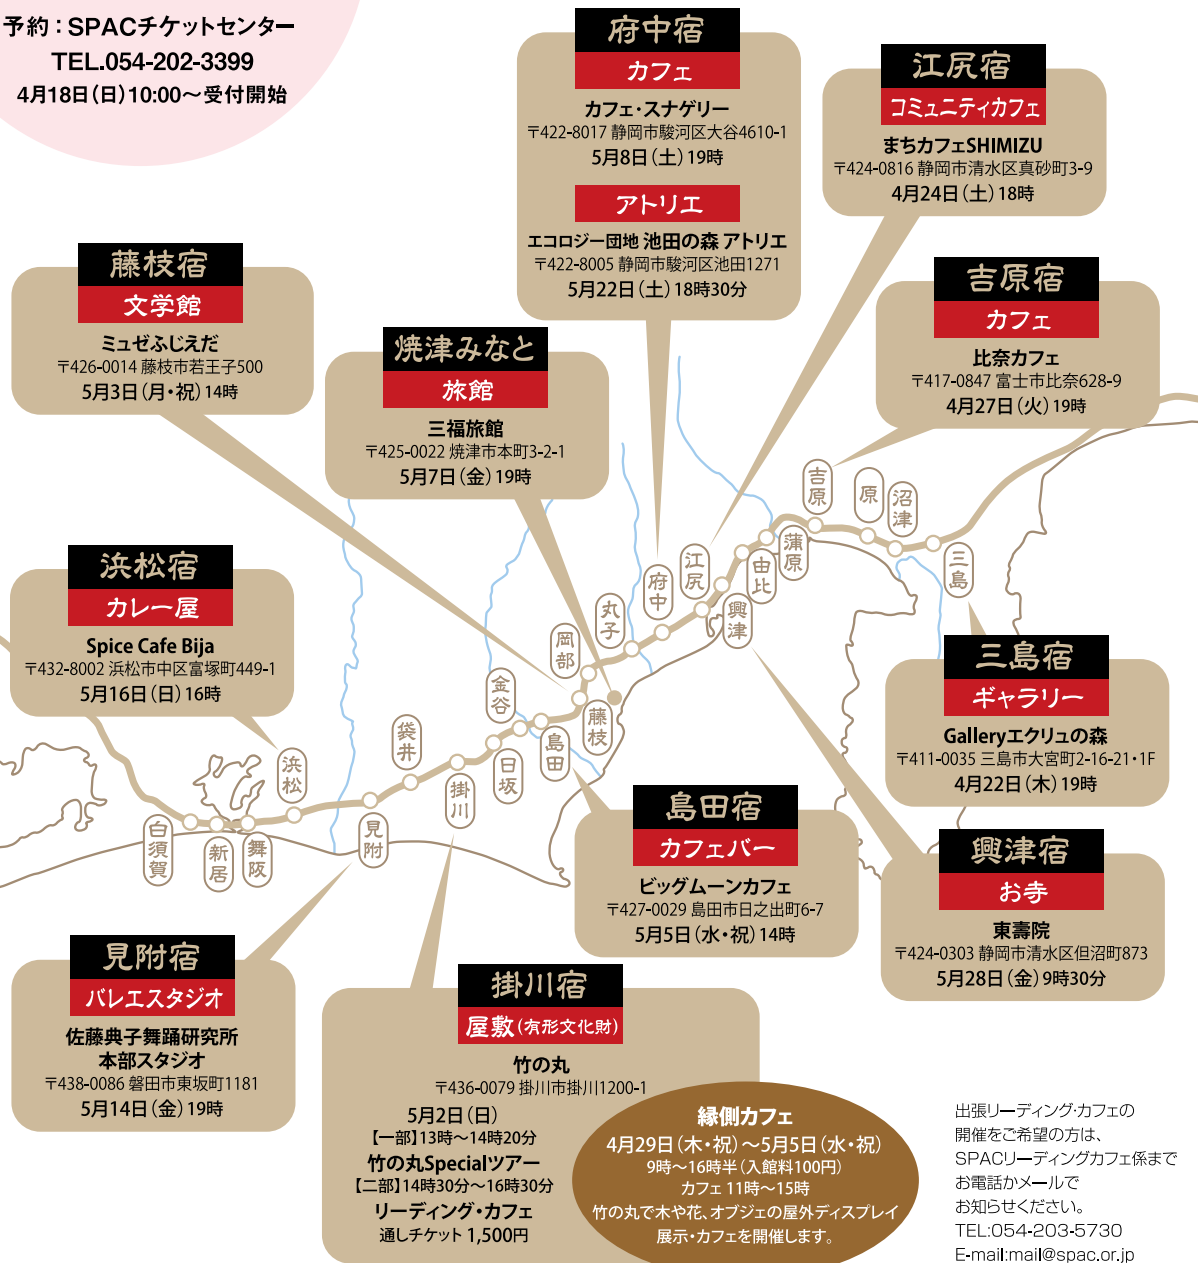 予約：SPACチケットセンター
TEL.054-202-3399
4月18日(日)10:00～受付開始
府中宿
カフェ
カフェ・スナゲリー
〒422-8017 静岡市駿河区大谷4610-1
5月8日(土)19時
アトリエ
エコロジー団地 池田の森 アトリエ
〒422-8005 静岡市駿河区池田1271
5月22日(土)18時30分
江尻宿
コミュニティカフェ
まちカフェSHIMIZU
〒424-0816 静岡市清水区真砂町3-9
4月24日(土)18時
藤枝宿
文学館
ミュゼふじえだ
〒426-0014 藤枝市若王子500
5月3日(月・祝)14時
焼津みなと
旅館
三福旅館
〒425-0022 焼津市本町3-2-1
5月7日(金)19時
吉原宿
カフェ
比奈カフェ
〒417-0847 富士市比奈628-9
4月27日(火)19時
浜松宿
カレー屋
Spice Cafe Bija
〒432-8002 浜松市中区富塚町449-1
5月16日(日)16時
白須賀
新居
舞阪
浜松
見附
袋井
掛川
日坂
金谷
島田
藤枝
岡部
丸子
府中
江尻
興津
由比
蒲原
吉原
原
沼津
三島
三島宿
ギャラリー
Galleryエクリュの森
〒411-0035 三島市大宮町2-16-21・1F
4月22日(木)19時
島田宿
カフェバー
ビッグムーンカフェ
〒427-0029 島田市日之出町6-7
5月5日(水・祝)14時
興津宿
お寺
東壽院
〒424-0303 静岡市清水区但沼町873
5月28日(金)9時30分
見附宿
バレエスタジオ
佐藤典子舞踊研究所
本部スタジオ
〒438-0086 磐田市東坂町1181
5月14日(金)19時
掛川宿
屋敷(有形文化財)
竹の丸
〒436-0079 掛川市掛川1200-1
5月2日(日)
【一部】13時～14時20分
竹の丸Specialツアー
【二部】14時30分～16時30分
リーディング・カフェ
通しチケット 1,500円
縁側カフェ
4月29日(木・祝)～5月5日(水・祝)
9時～16時半(入館料100円)
カフェ 11時～15時
竹の丸で木や花、オブジェの屋外ディスプレイ
展示・カフェを開催します。
出張リーディング・カフェの
開催をご希望の方は、
SPACリーディングカフェ係まで
お電話かメールで
お知らせください。
TEL:054-203-5730
E-mail:mail@spac.or.jp